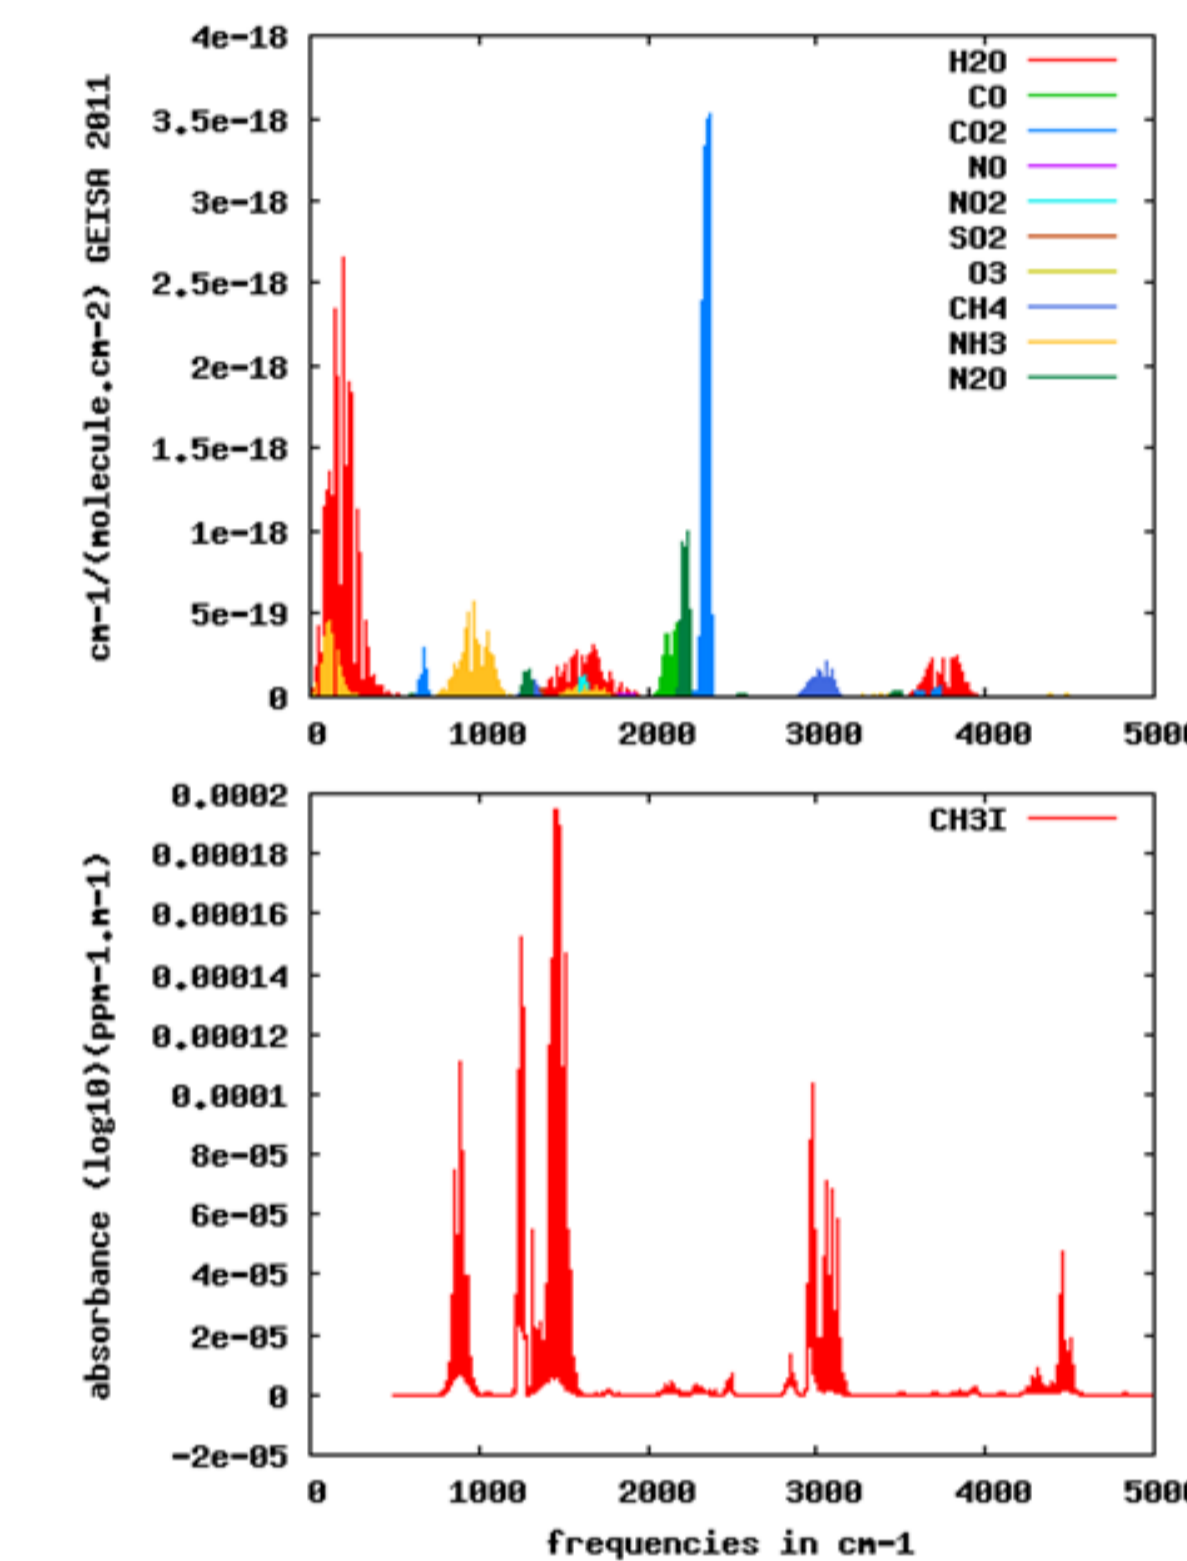 4e-18
3.5e-18
3e-18
2.5e-18
2e-18
1.5e-18
1e-18
5e-19
0
cm-1/(molecule.cm-2) GEISA 2011
H2O
CO
CO2
NO
NO2
SO2
O3
CH4
NH3
N2O
0 1000 2000 3000 4000 500
0.0002
0.00018
0.00016
0.00014
0.00012
0.0001
8e-05
6e-05
4e-05
2e-05
0
-2e-05
absorbance (log10)(ppm-1.m-1)
CH3I
0 1000 2000 3000 4000 500
frequencies in cm-1